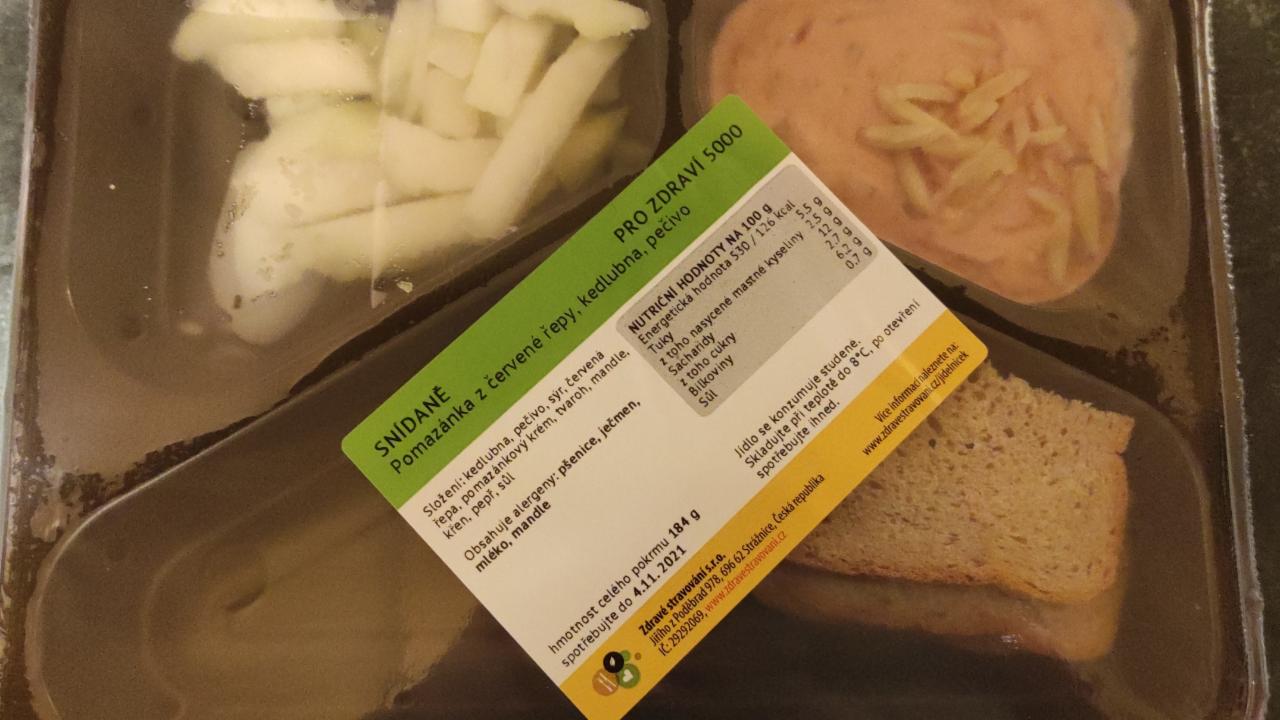 SNÍDANĚ
PRO ZDRAVÍ 5000
Pomazánka z červené řepy, kedlubna, pečivo
Složení: kedlubna, pečivo, sýr, červená
řepa, pomazánkový krém, tvaroh, mandle,
křen, pepř, sůl
Obsahuje alergeny: pšenice, ječmen,
mléko, mandle
hmotnost celého pokrmu 184 g
spotřebujte do 4.11. 2021
NUTRIČNÍ HODNOTY NA 100 g
Energetická hodnota 530 / 126 kcal
Tuky 5,5 g
z toho nasycené mastné kyseliny 2,5 g
Sacharidy 12 g
z toho cukry 2,7 g
Bílkoviny 6,2 g
Sůl 0,7 g
Jídlo se konzumuje studené.
Skladujte při teplotě do 8°C, po otevření
spotřebujte ihned.
Zdravé stravování s.r.o.
Jiřího z Poděbrad 978, 696 62 Strážnice, Česká republika
IČ: 29292069, www.zdravestravovani.cz
Více informací naleznete na:
www.zdravestravovani.cz/jidelnicek